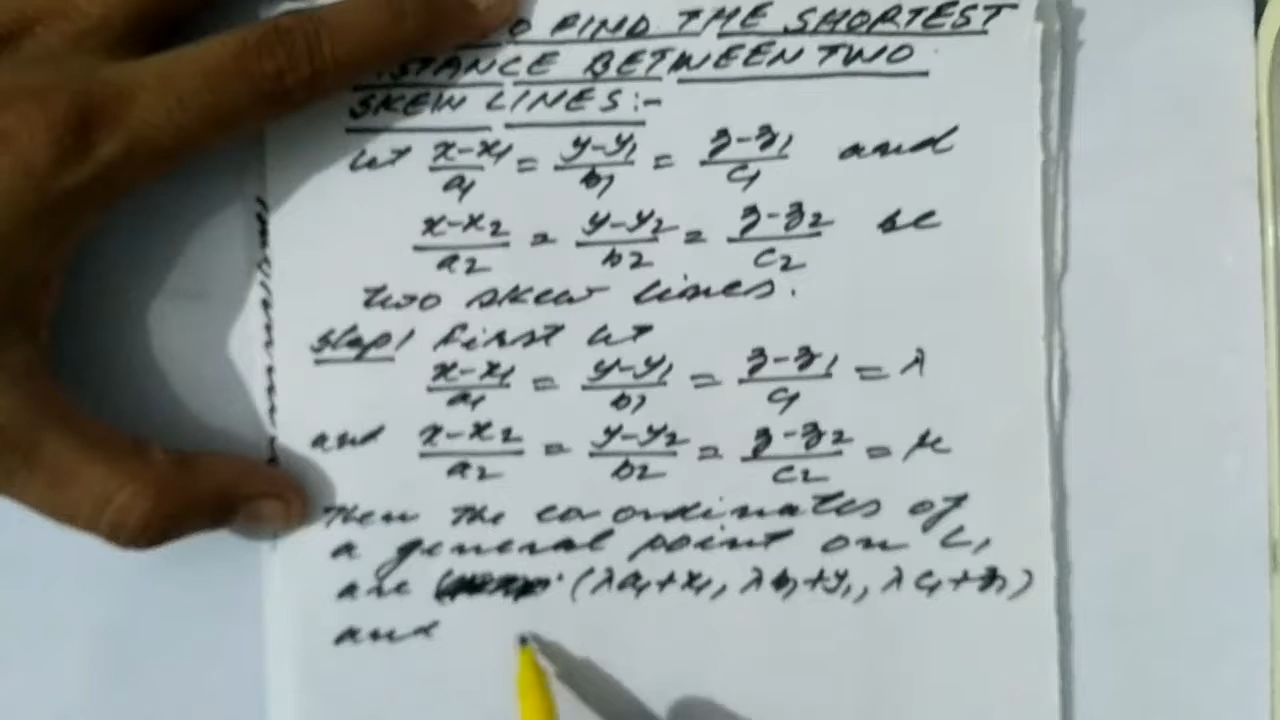 O FIND THE SHORTEST
ISTANCE BETWEEN TWO
SKEW LINES:-
let x-x1/a1 = y-y1/b1 = z-z1/c1 and
x-x2/a2 = y-y2/b2 = z-z2/c2 be
two skew lines.
Step1 first let
x-x1/a1 = y-y1/b1 = z-z1/c1 = λ
and x-x2/a2 = y-y2/b2 = z-z2/c2 = μ
Then the co ordinates of
a general point on L1
are (λa1+x1, λb1+y1, λc1+z1)
and